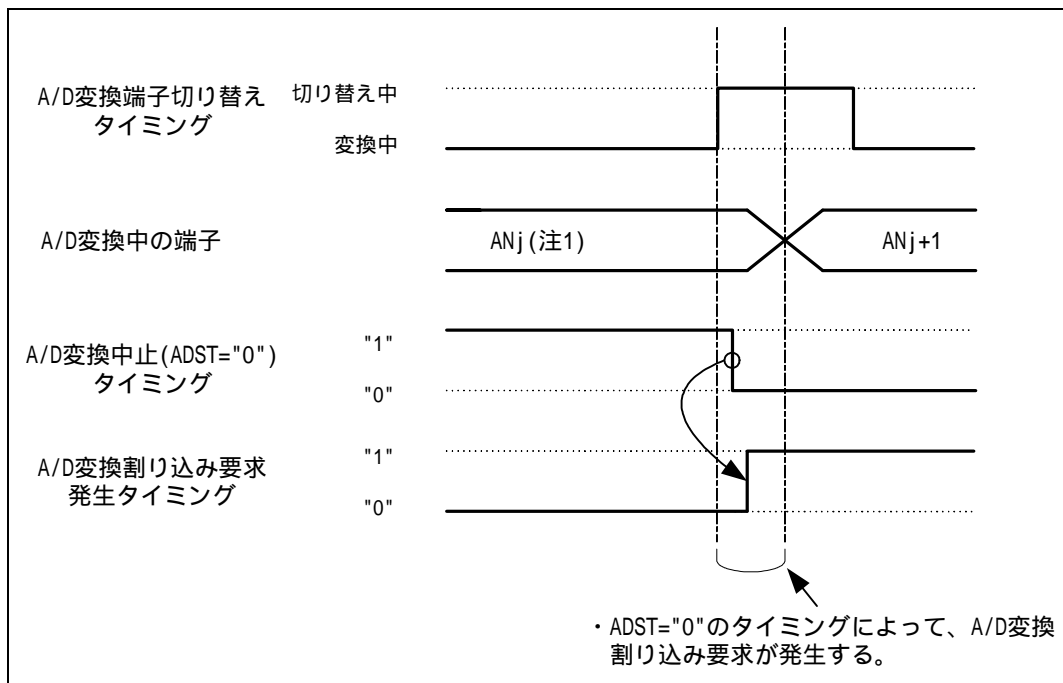 A/D変換端子切り替え
タイミング
切り替え中
変換中
A/D変換中の端子
ANj(注1)
ANj+1
A/D変換中止(ADST="0")
タイミング
"1"
"0"
A/D変換割り込み要求
発生タイミング
"1"
"0"
・ADST="0"のタイミングによって、A/D変換
割り込み要求が発生する。